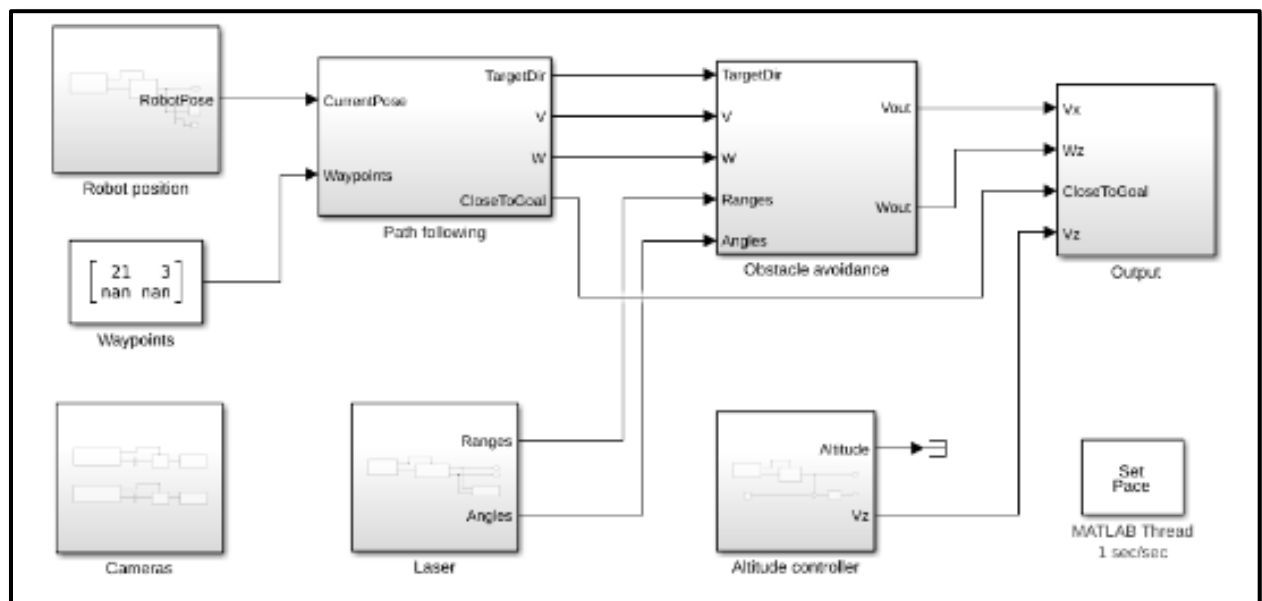 RobotPose
Robot position
CurrentPose
Waypoints
TargetDir
V
W
CloseToGoal
Path following
TargetDir
V
W
Ranges
Angles
Vout
Wout
Obstacle avoidance
Vx
Wz
CloseToGoal
Vz
Output
21 3
nan nan
Waypoints
Cameras
Ranges
Angles
Laser
Altitude
Vz
Altitude controller
Set
Pace
MATLAB Thread
1 sec/sec